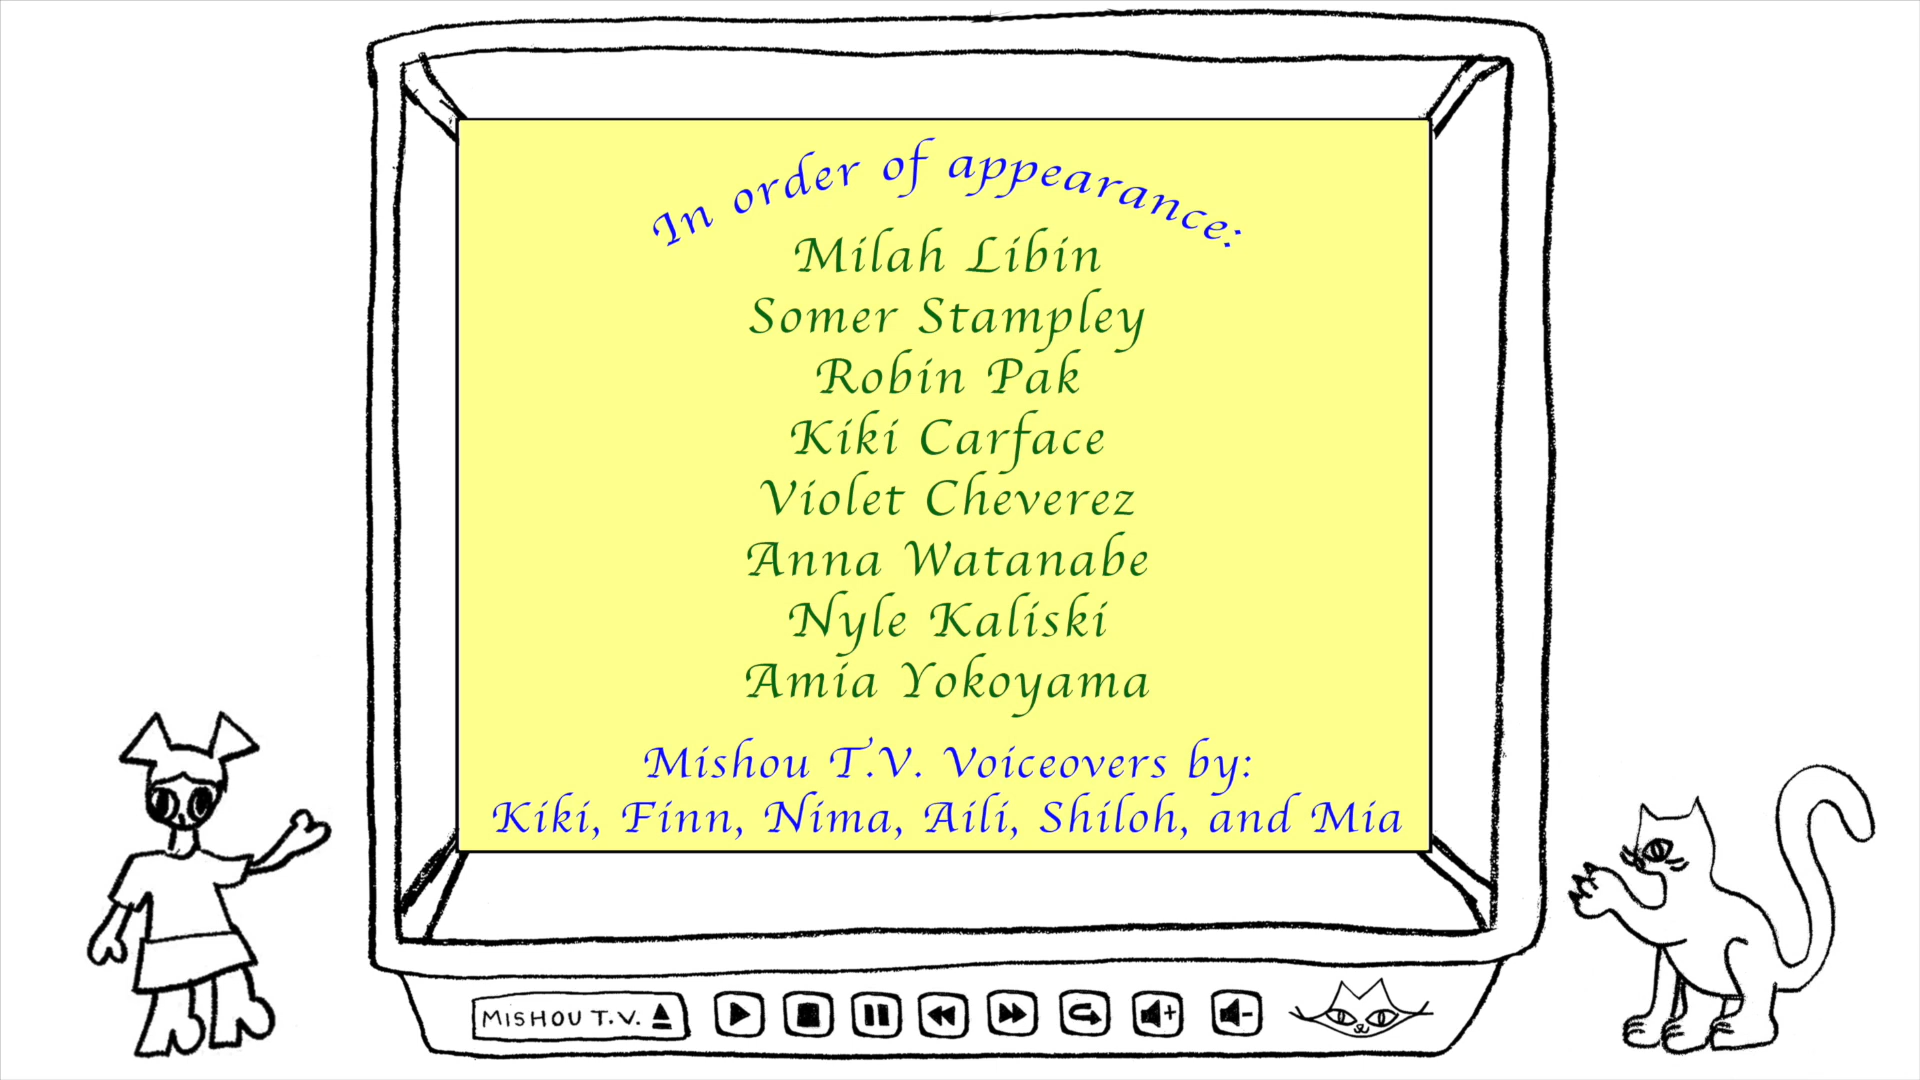 In order of appearance:
Milah Libin
Somer Stampley
Robin Pak
Kiki Carface
Violet Cheverez
Anna Watanabe
Nyle Kaliski
Amia Yokoyama
Mishou T.V. Voiceovers by:
Kiki, Finn, Nima, Aili, Shiloh, and Mia
MISHOU T.V.